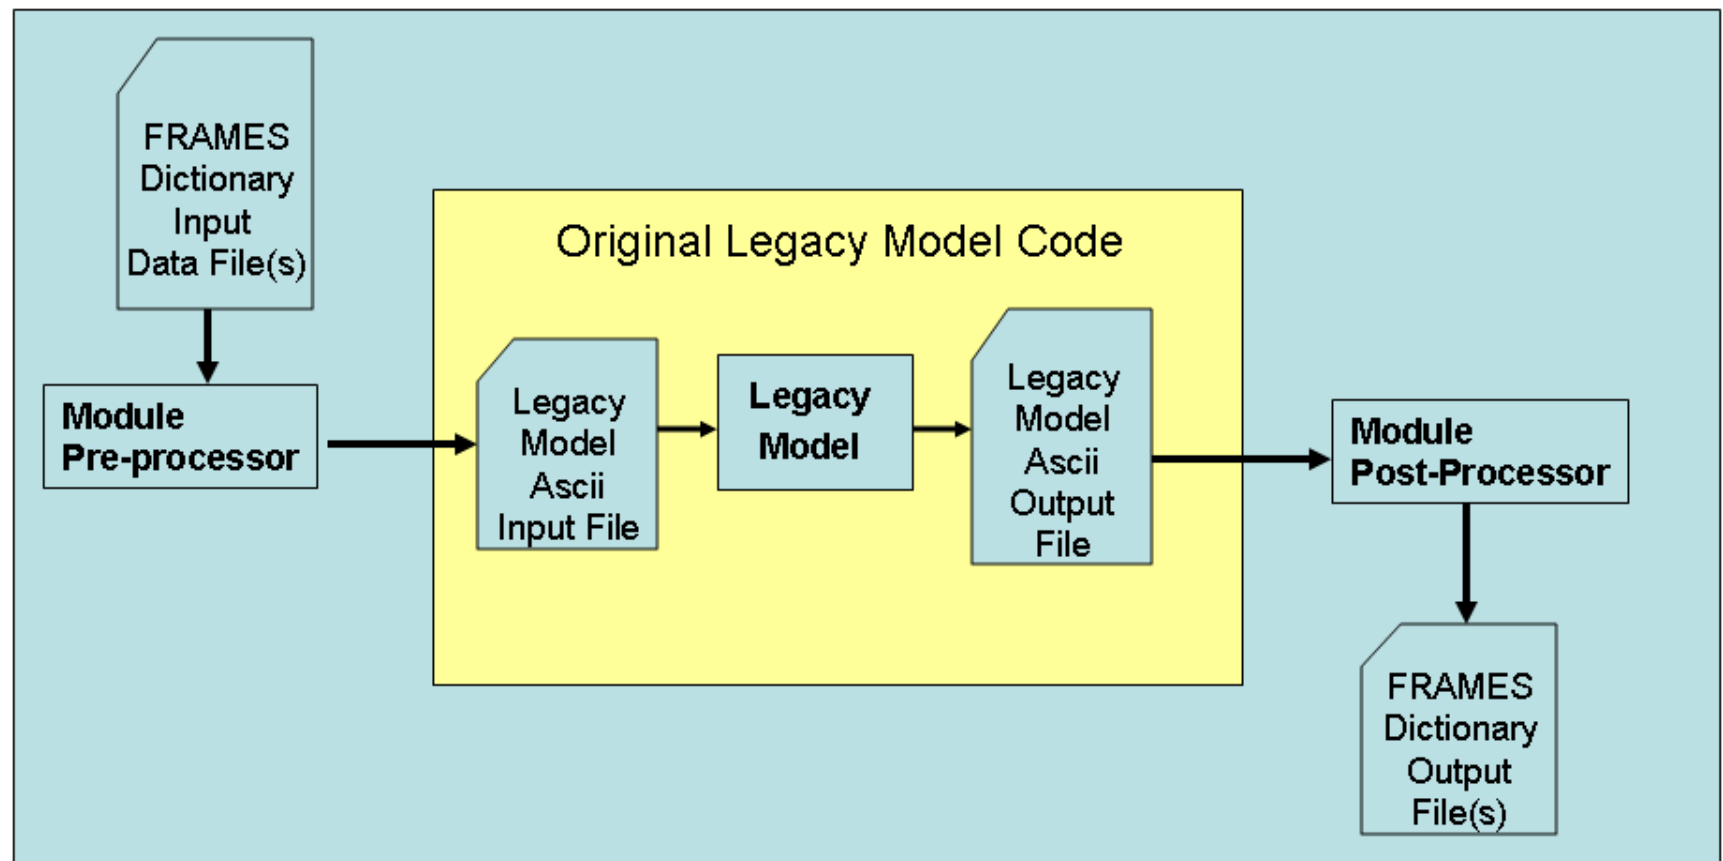 FRAMES
Dictionary
Input
Data File(s)
Module
Pre-processor
Original Legacy Model Code
Legacy
Model
Ascii
Input File
Legacy
Model
Legacy
Model
Ascii
Output
File
Module
Post-Processor
FRAMES
Dictionary
Output
File(s)